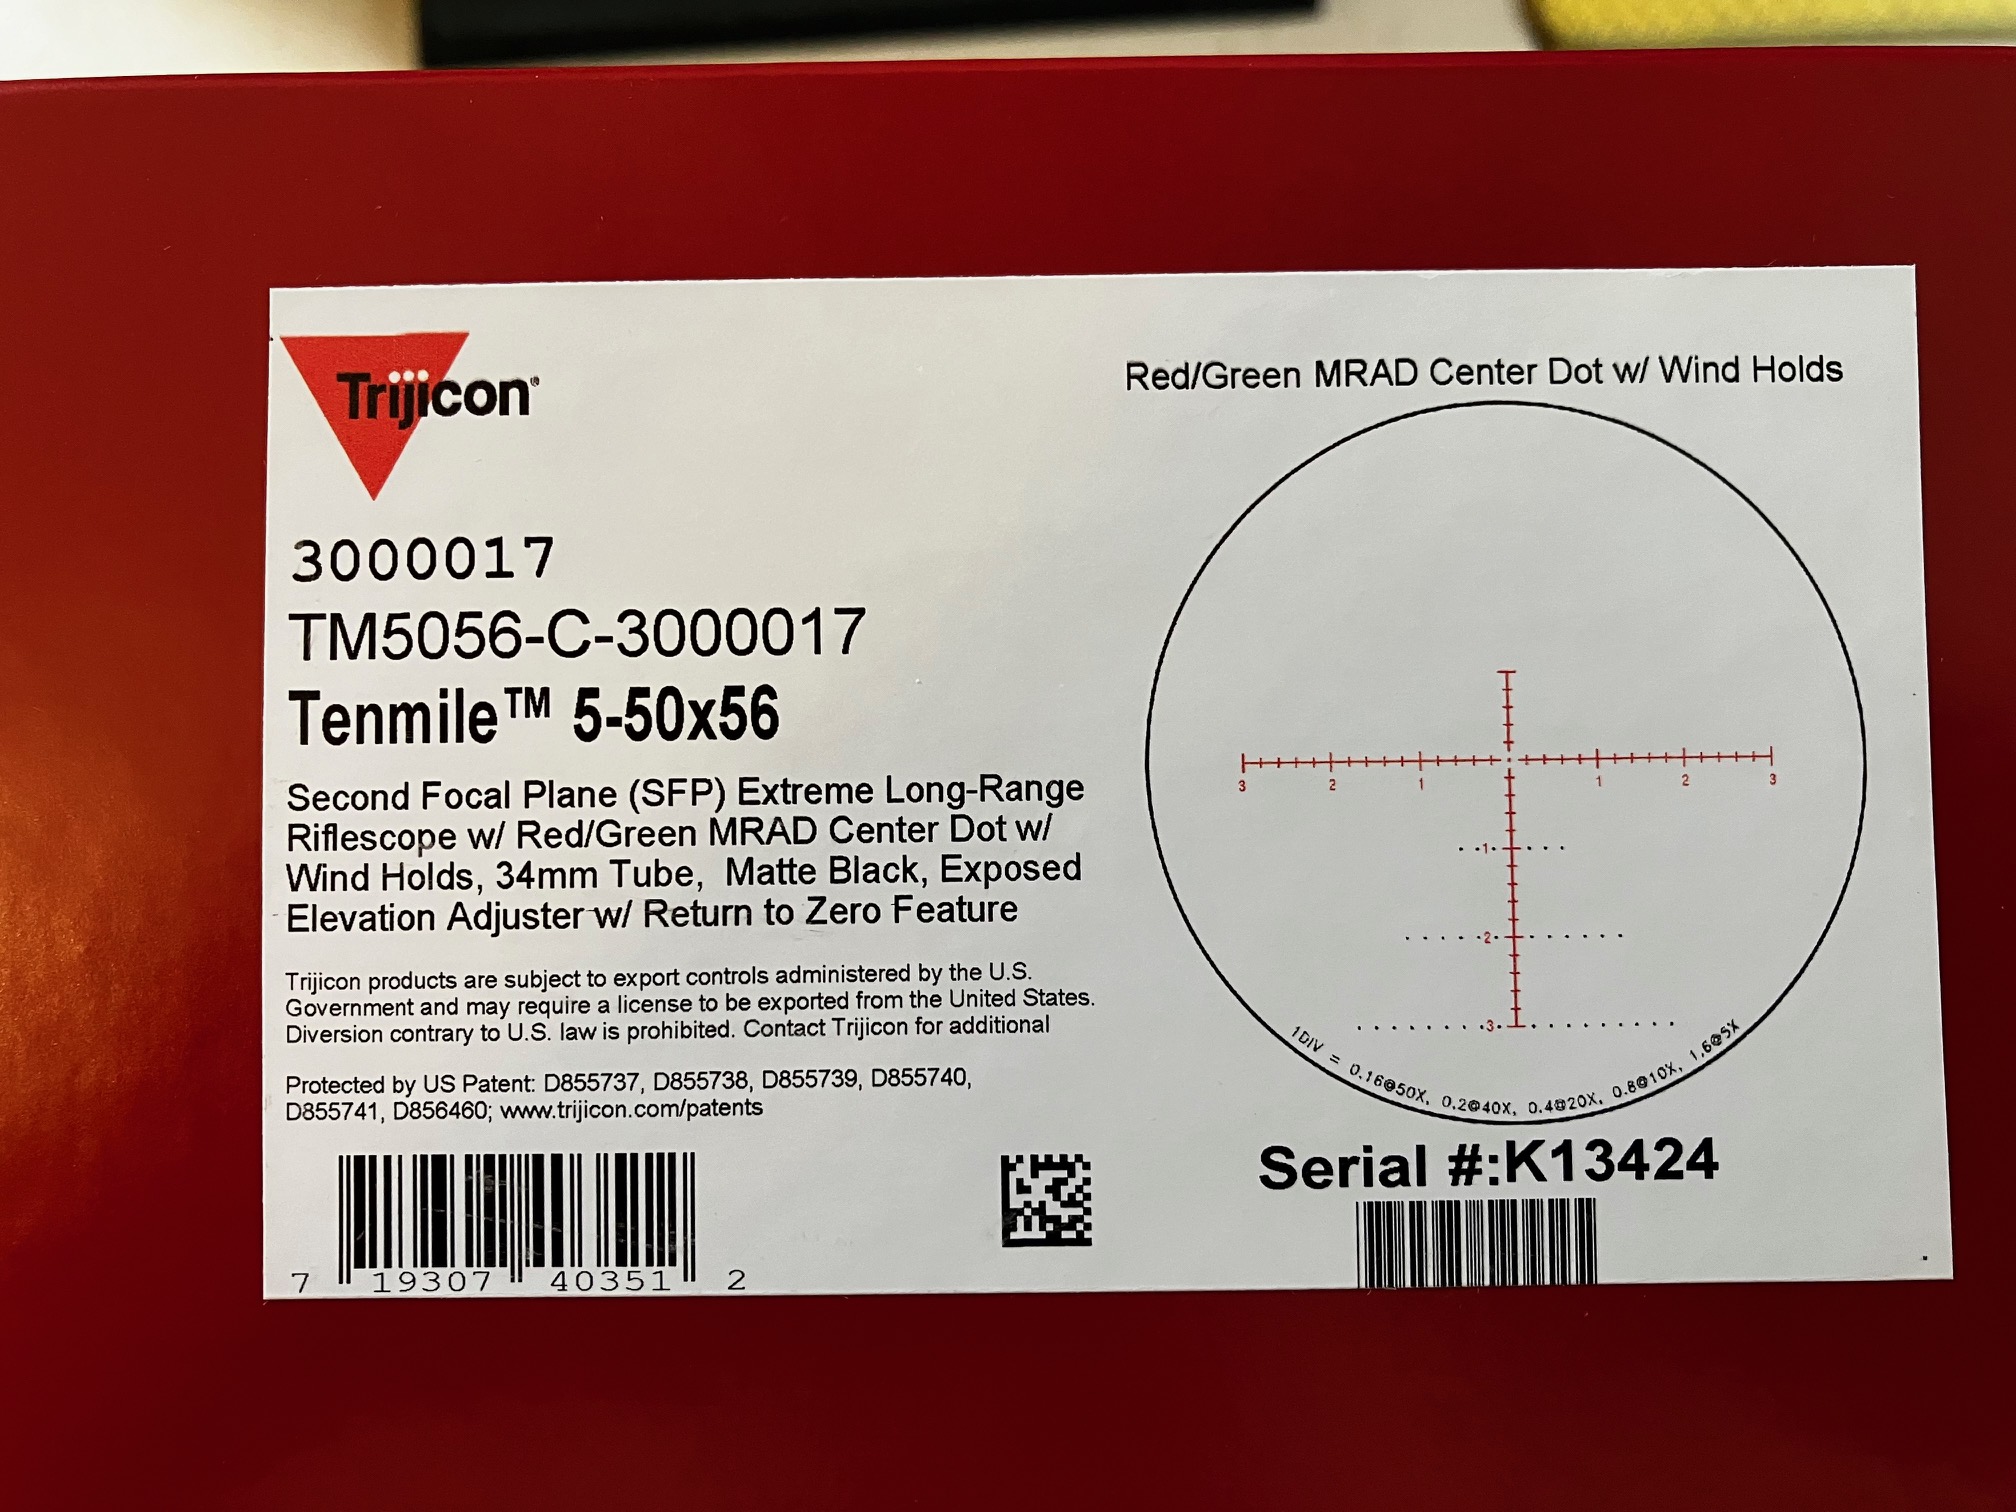 Trijicon®
3000017
TM5056-C-3000017
Tenmile™ 5-50x56
Second Focal Plane (SFP) Extreme Long-Range
Riflescope w/ Red/Green MRAD Center Dot w/
Wind Holds, 34mm Tube, Matte Black, Exposed
Elevation Adjuster w/ Return to Zero Feature
Trijicon products are subject to export controls administered by the U.S.
Government and may require a license to be exported from the United States.
Diversion contrary to U.S. law is prohibited. Contact Trijicon for additional
Protected by US Patent: D855737, D855738, D855739, D855740,
D855741, D856460; www.trijicon.com/patents
7 19307 40351 2
Red/Green MRAD Center Dot w/ Wind Holds
3 2 1 1 2 3
1
2
3
1DIV = 0.16@50X, 0.2@40X, 0.4@20X, 0.8@10X, 1.6@5X
Serial #:K13424